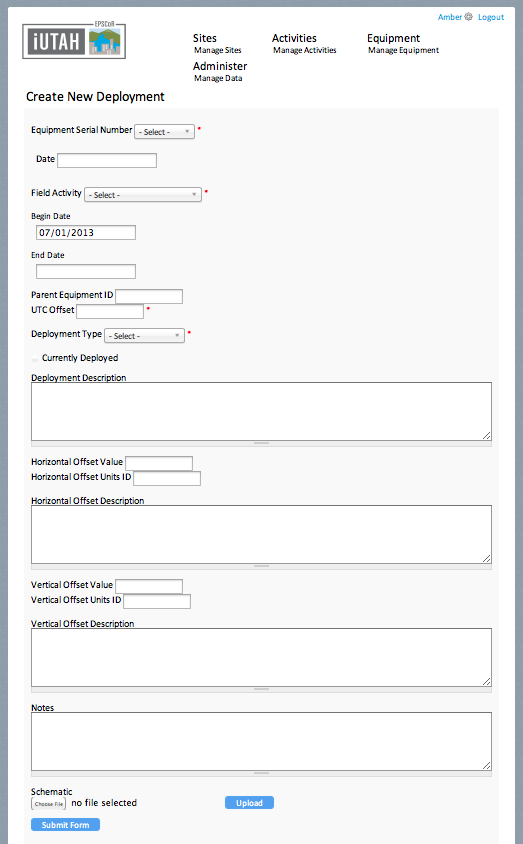 Amber Logout
EPSCoR
iUTAH
Sites Activities Equipment
Manage Sites Manage Activities Manage Equipment
Administer
Manage Data
Create New Deployment
Equipment Serial Number - Select - *
Date
Field Activity - Select - *
Begin Date
07/01/2013
End Date
Parent Equipment ID
UTC Offset *
Deployment Type - Select - *
Currently Deployed
Deployment Description
Horizontal Offset Value
Horizontal Offset Units ID
Horizontal Offset Description
Vertical Offset Value
Vertical Offset Units ID
Vertical Offset Description
Notes
Schematic
Choose File no file selected Upload
Submit Form